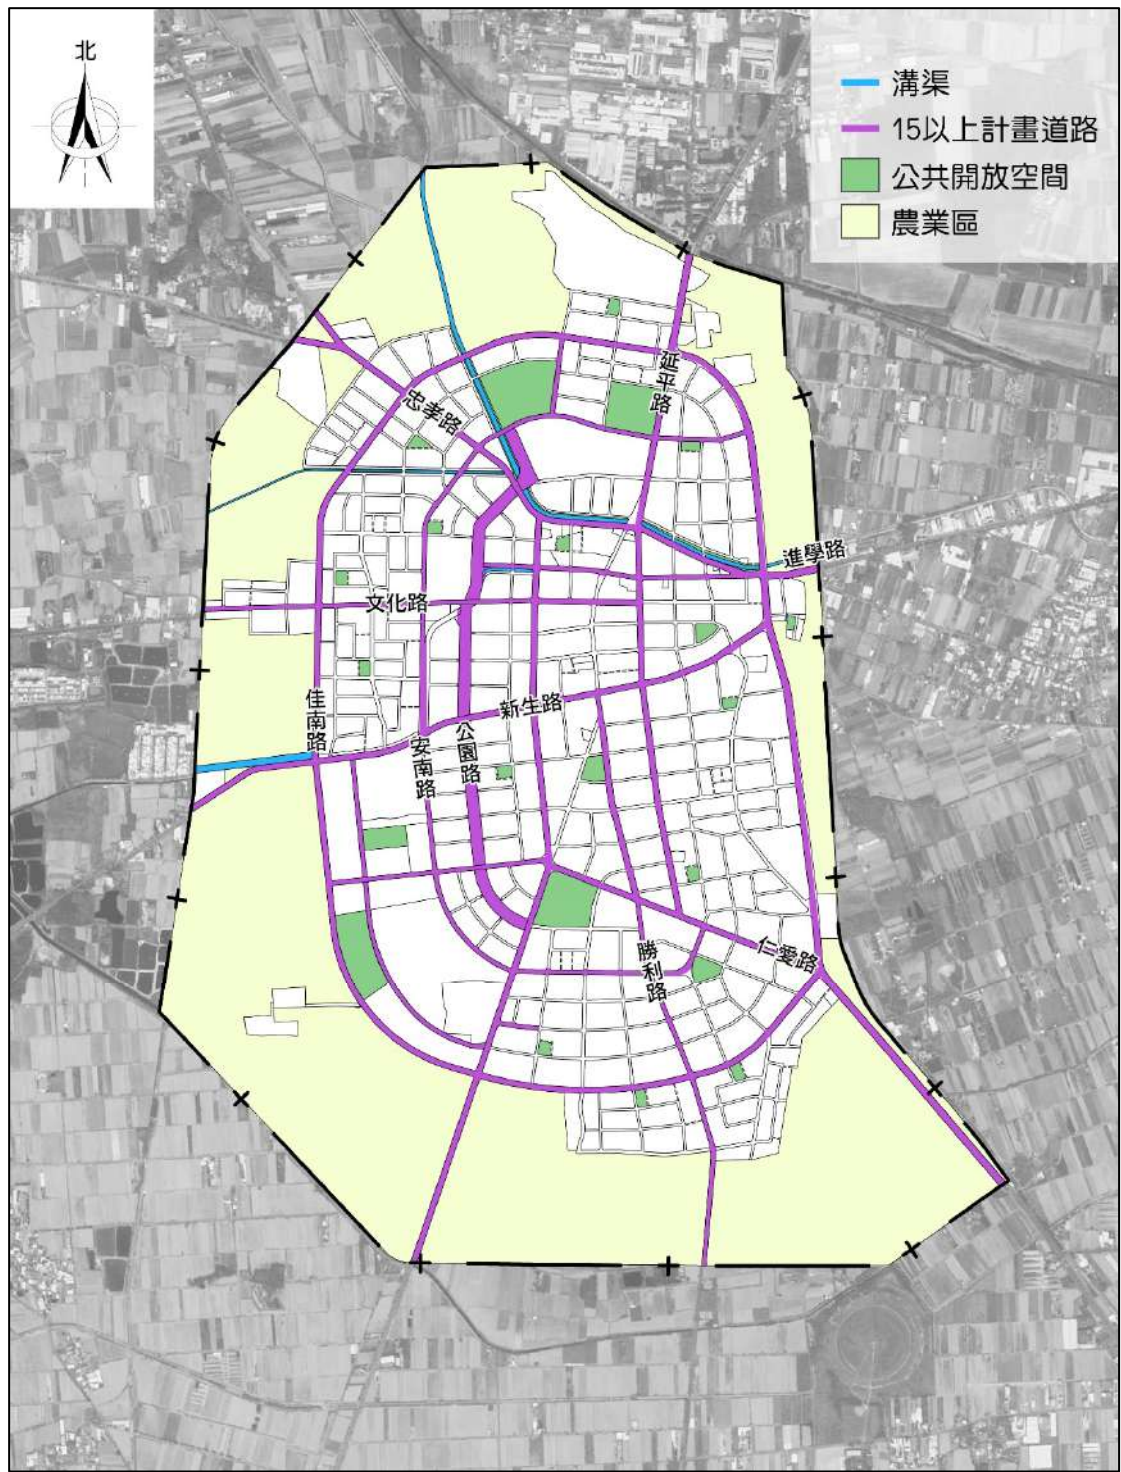 北
溝渠
15以上計畫道路
公共開放空間
農業區
延平路
忠孝路
進學路
文化路
佳南路
新生路
公園路
安南路
仁愛路
勝利路